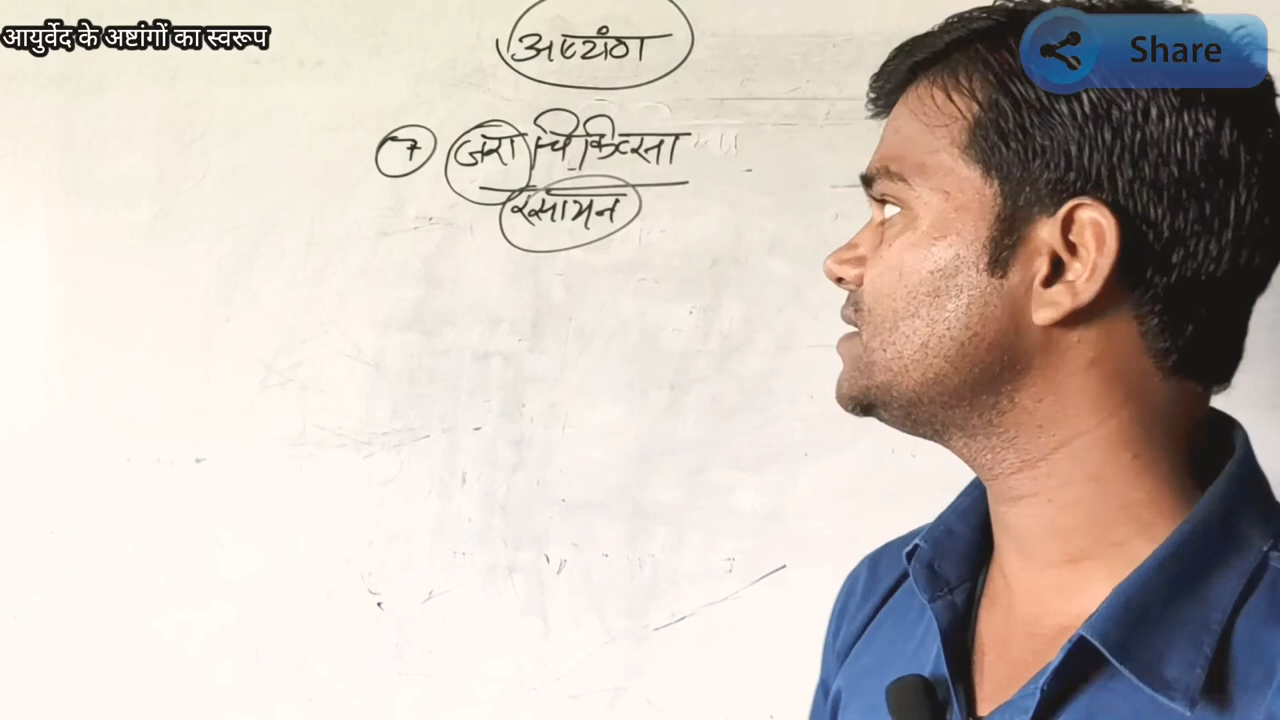 आयुर्वेद के अष्टांगों का स्वरूप
Share
अष्टांग
7 जरा चिकित्सा
रसायन